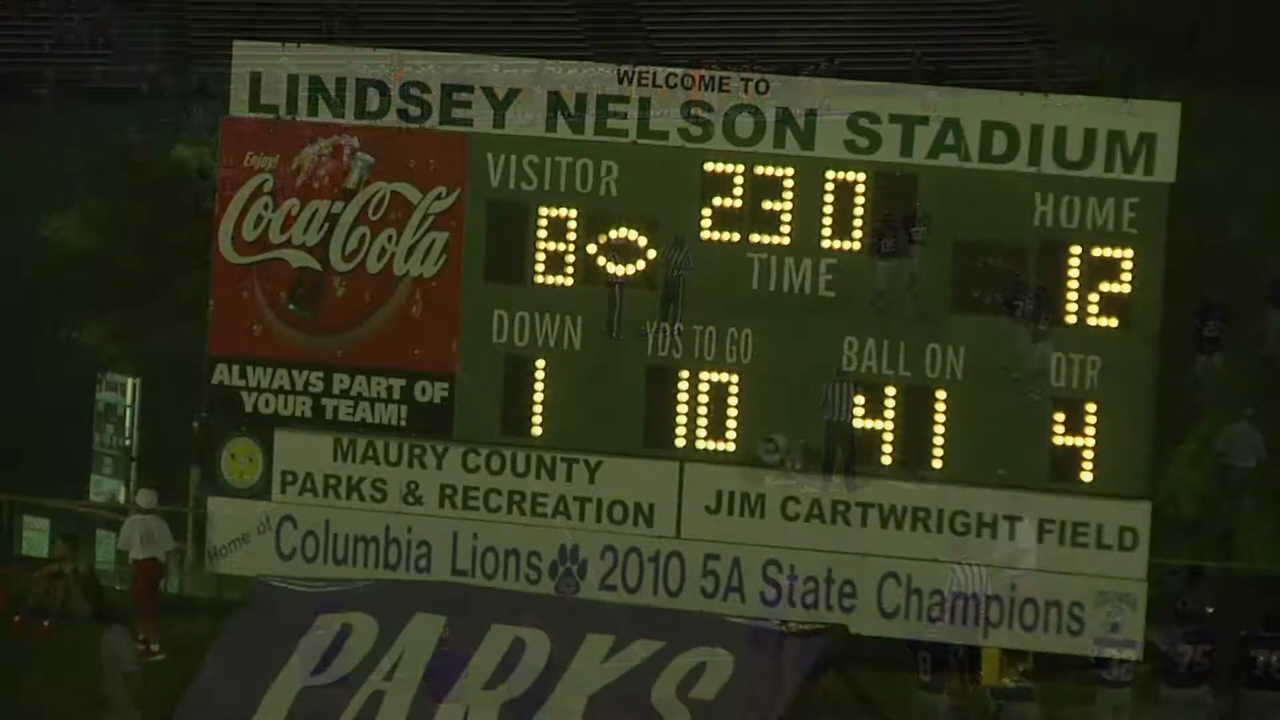 WELCOME TO
LINDSEY NELSON STADIUM
Enjoy!
Coca-Cola
ALWAYS PART OF
YOUR TEAM!
VISITOR
8
230
TIME
HOME
12
DOWN
1
YDS TO GO
10
BALL ON
41
QTR
4
MAURY COUNTY
PARKS & RECREATION
JIM CARTWRIGHT FIELD
Home of
Columbia Lions 2010 5A State Champions
PARKS
75